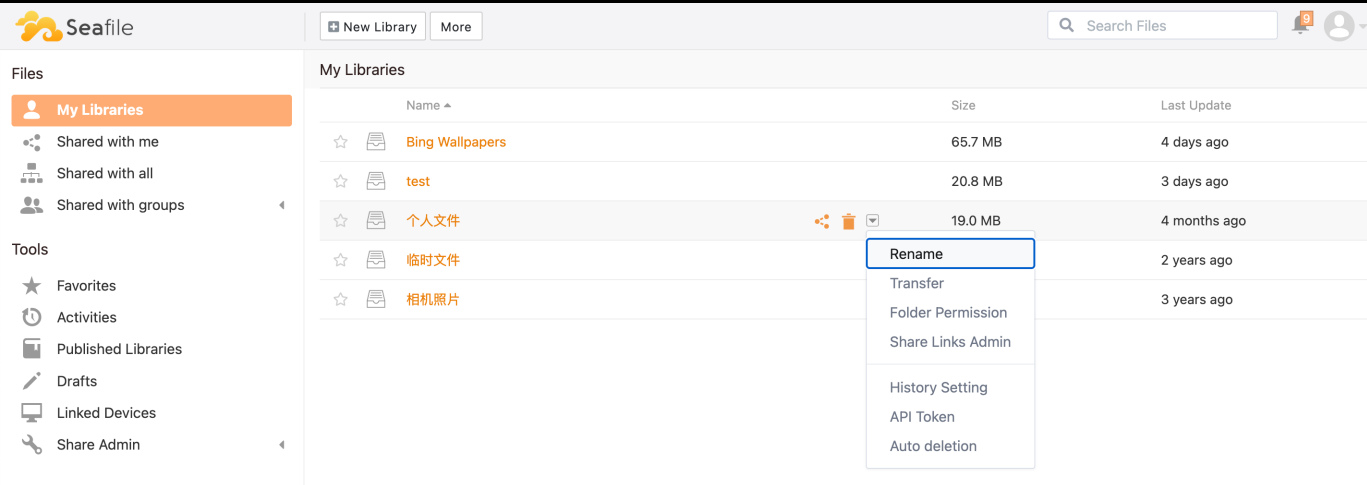 Seafile
New Library
More
Search Files
9
Files
My Libraries
Shared with me
Shared with all
Shared with groups
Tools
Favorites
Activities
Published Libraries
Drafts
Linked Devices
Share Admin
My Libraries
Name Size Last Update
Bing Wallpapers 65.7 MB 4 days ago
test 20.8 MB 3 days ago
个人文件 19.0 MB 4 months ago
临时文件 2 years ago
相机照片 3 years ago
Rename
Transfer
Folder Permission
Share Links Admin
History Setting
API Token
Auto deletion